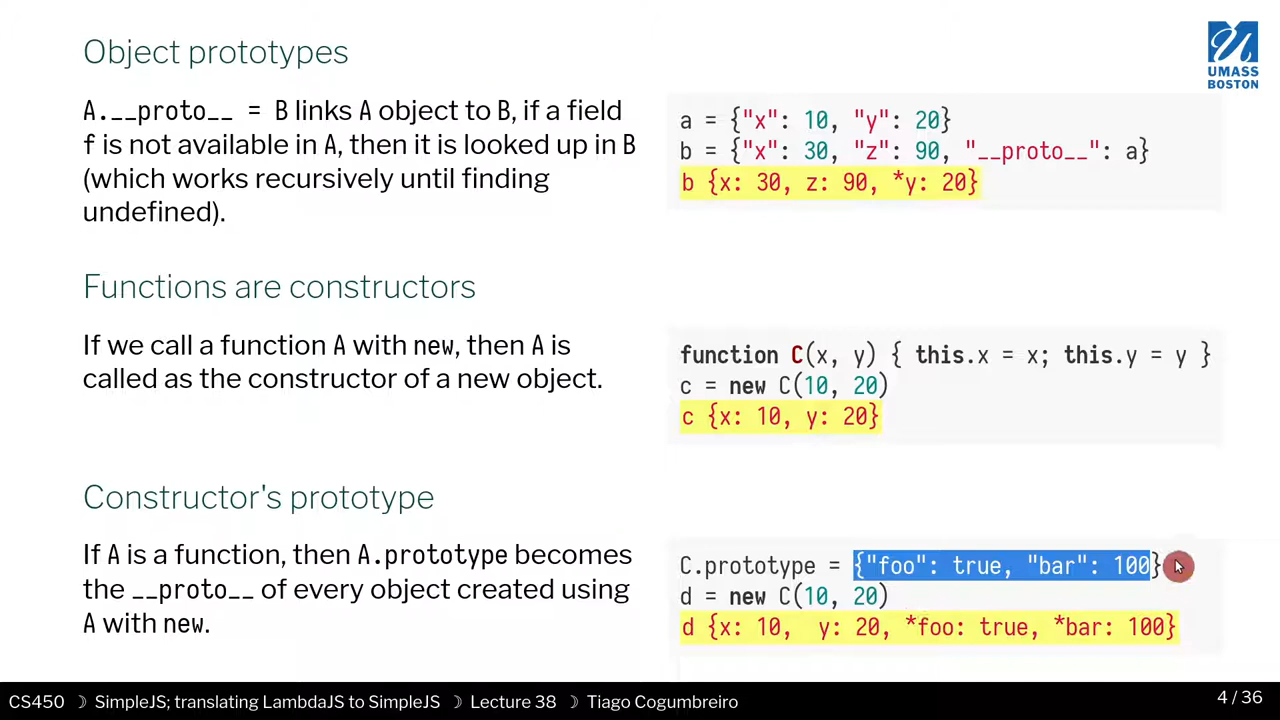 Object prototypes
UMASS
BOSTON
A.__proto__ = B links A object to B, if a field
f is not available in A, then it is looked up in B
(which works recursively until finding
undefined).
a = {"x": 10, "y": 20}
b = {"x": 30, "z": 90, "__proto__": a}
b {x: 30, z: 90, *y: 20}
Functions are constructors
If we call a function A with new, then A is
called as the constructor of a new object.
function C(x, y) { this.x = x; this.y = y }
c = new C(10, 20)
c {x: 10, y: 20}
Constructor's prototype
If A is a function, then A.prototype becomes
the __proto__ of every object created using
A with new.
C.prototype = {"foo": true, "bar": 100}
d = new C(10, 20)
d {x: 10,  y: 20, *foo: true, *bar: 100}
CS450 ☽ SimpleJS; translating LambdaJS to SimpleJS ☽ Lecture 38 ☽ Tiago Cogumbreiro
4 / 36